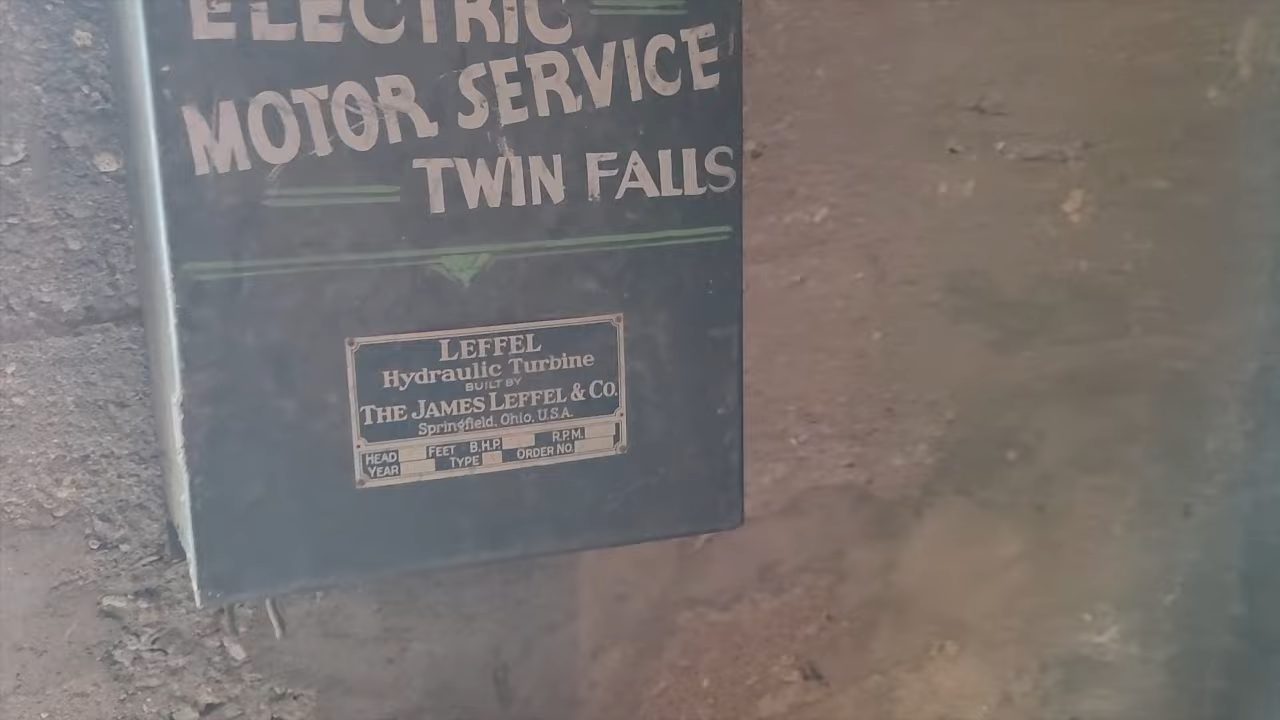 ELECTRIC
MOTOR SERVICE
TWIN FALLS
LEFFEL
Hydraulic Turbine
BUILT BY
THE JAMES LEFFEL & CO.
Springfield, Ohio, U.S.A.
HEAD FEET B.H.P. R.P.M.
YEAR TYPE ORDER NO.